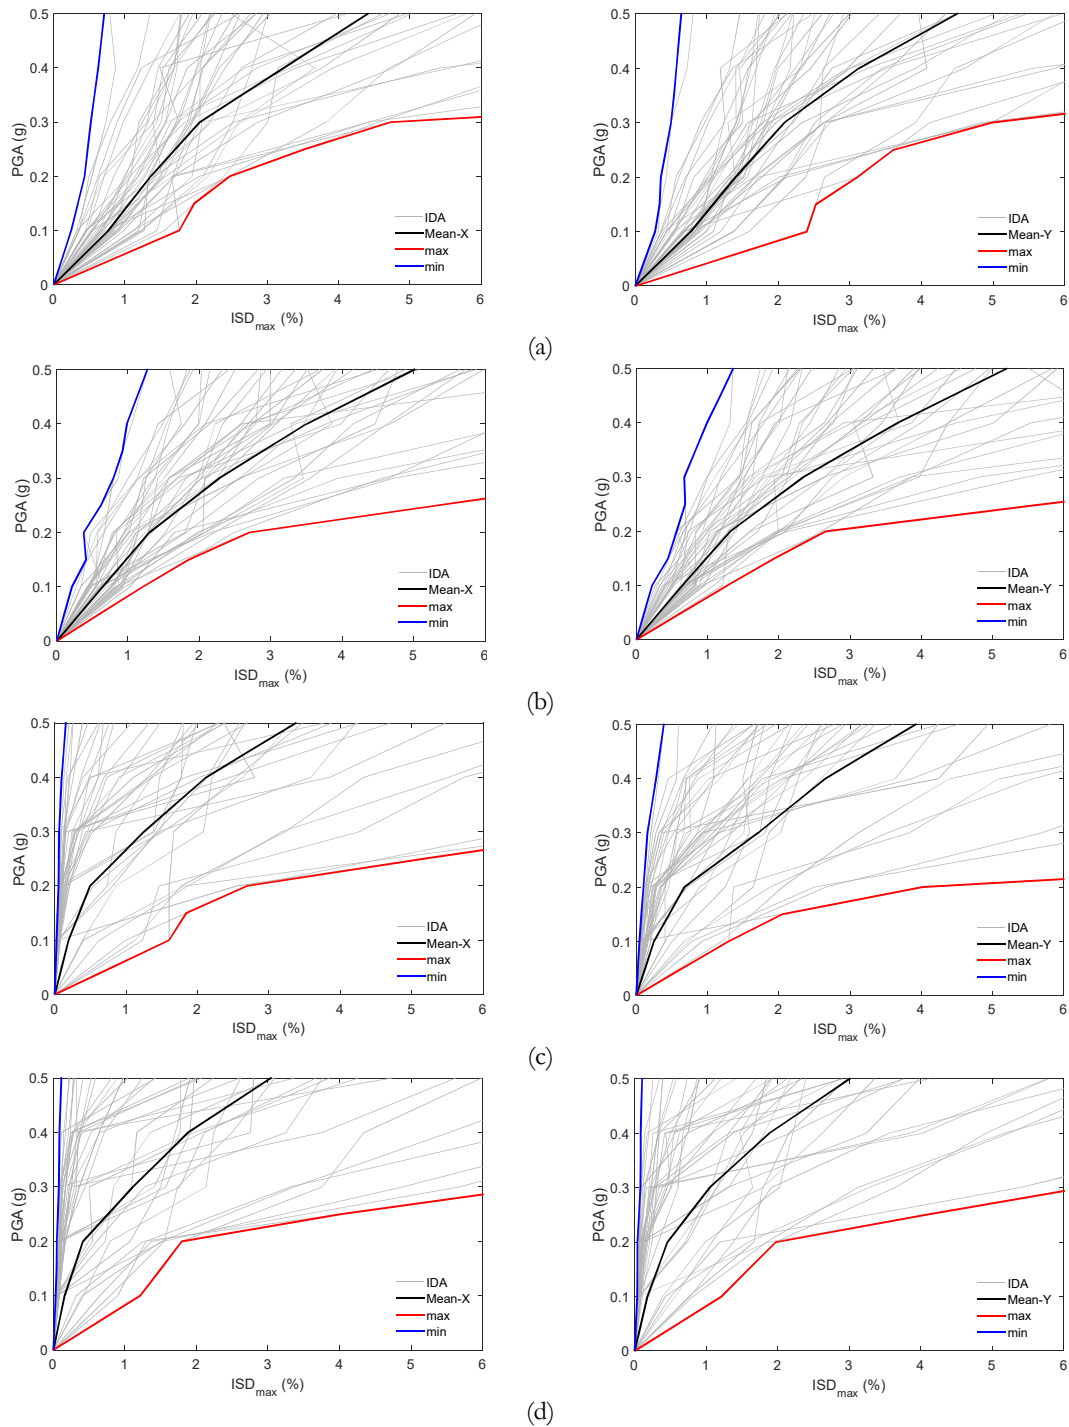 0.5
0.4
0.3
0.2
0.1
0
PGA (g)
0 1 2 3 4 5 6
ISDmax (%)
IDA
Mean-X
max
min
0.5
0.4
0.3
0.2
0.1
0
PGA (g)
0 1 2 3 4 5 6
ISDmax (%)
IDA
Mean-Y
max
min
(a)
0.5
0.4
0.3
0.2
0.1
0
PGA (g)
0 1 2 3 4 5 6
ISDmax (%)
IDA
Mean-X
max
min
0.5
0.4
0.3
0.2
0.1
0
PGA (g)
0 1 2 3 4 5 6
ISDmax (%)
IDA
Mean-Y
max
min
(b)
0.5
0.4
0.3
0.2
0.1
0
PGA (g)
0 1 2 3 4 5 6
ISDmax (%)
IDA
Mean-X
max
min
0.5
0.4
0.3
0.2
0.1
0
PGA (g)
0 1 2 3 4 5 6
ISDmax (%)
IDA
Mean-Y
max
min
(c)
0.5
0.4
0.3
0.2
0.1
0
PGA (g)
0 1 2 3 4 5 6
ISDmax (%)
IDA
Mean-X
max
min
0.5
0.4
0.3
0.2
0.1
0
PGA (g)
0 1 2 3 4 5 6
ISDmax (%)
IDA
Mean-Y
max
min
(d)